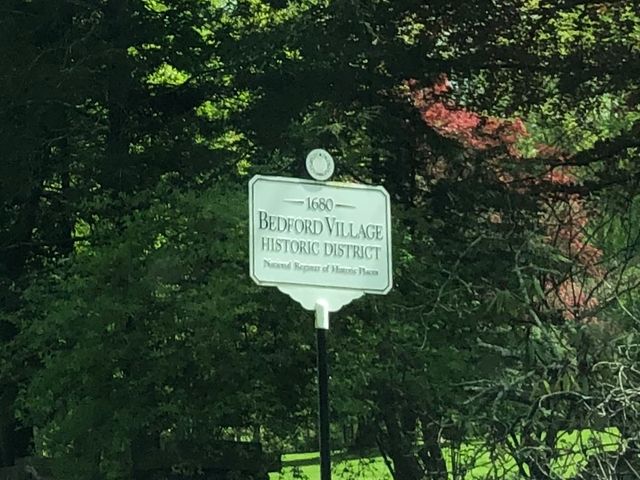 1680
BEDFORD VILLAGE
HISTORIC DISTRICT
National Register of Historic Places